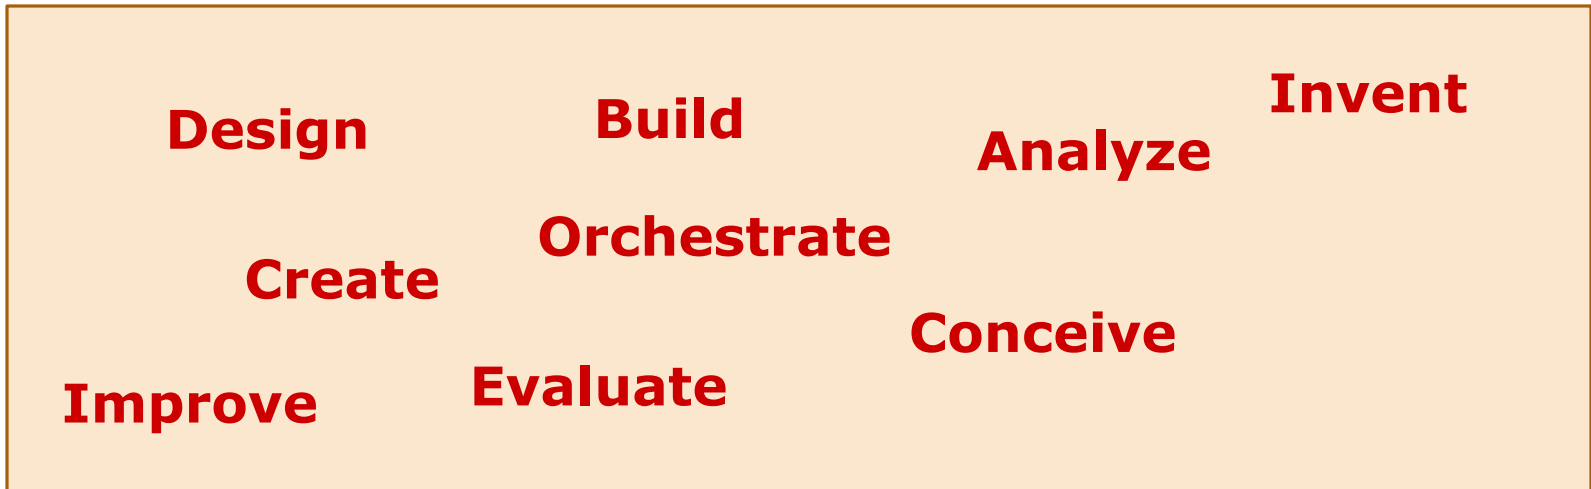 Invent
Build
Design
Analyze
Orchestrate
Create
Conceive
Evaluate
Improve